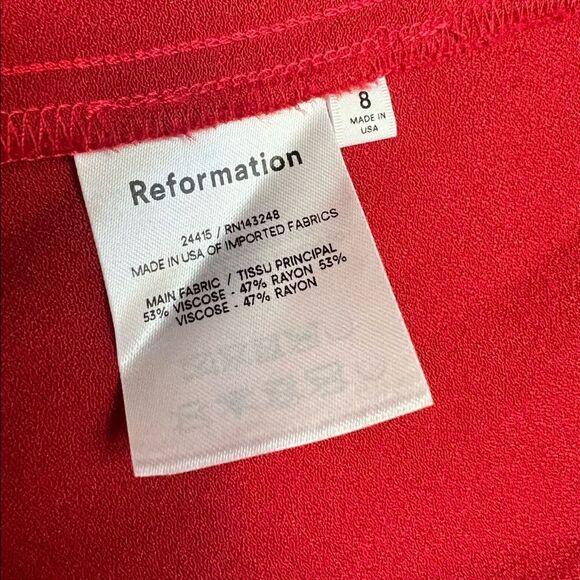 8
MADE IN
USA
Reformation
24415 / RN143248
MADE IN USA OF IMPORTED FABRICS
MAIN FABRIC / TISSU PRINCIPAL
53% VISCOSE - 47% RAYON 53%
VISCOSE - 47% RAYON